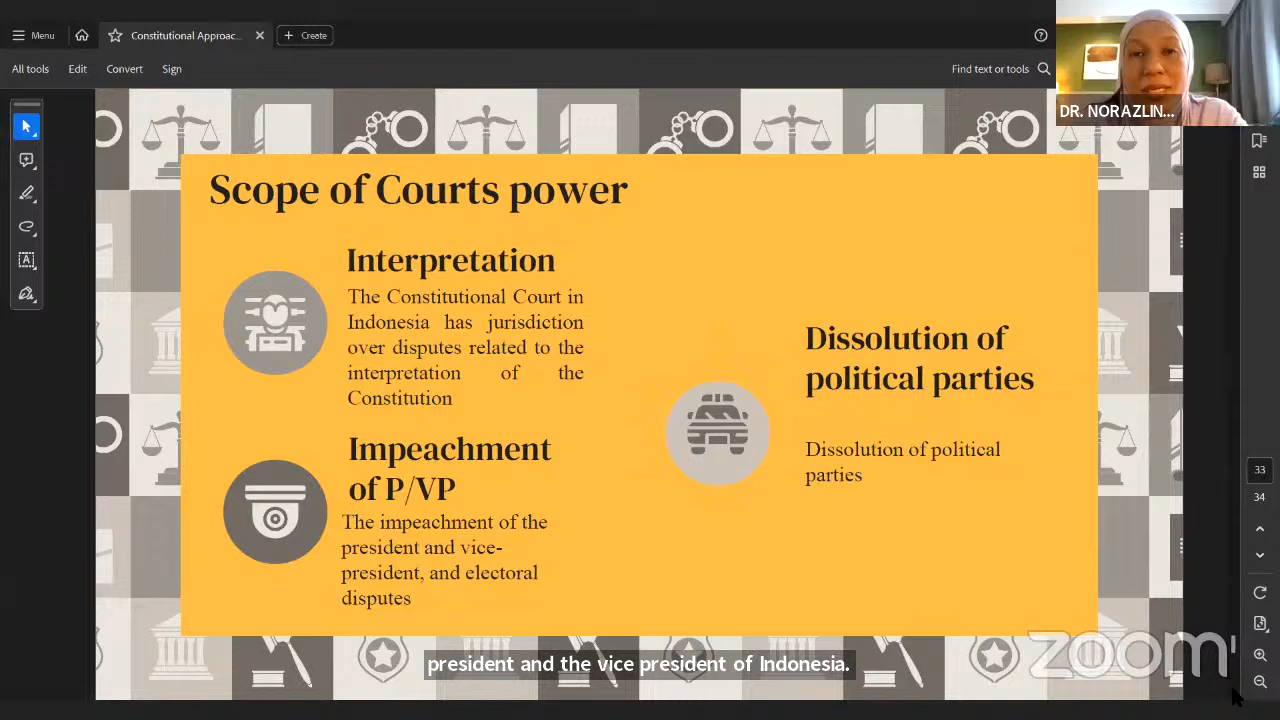 Menu
Constitutional Approac...
Create
All tools
Edit
Convert
Sign
Find text or tools
DR. NORAZLIN...
Scope of Courts power
Interpretation
The Constitutional Court in
Indonesia has jurisdiction
over disputes related to the
interpretation of the
Constitution
Impeachment
of P/VP
The impeachment of the
president and vice-
president, and electoral
disputes
Dissolution of
political parties
Dissolution of political
parties
33
34
president and the vice president of Indonesia.
zoom